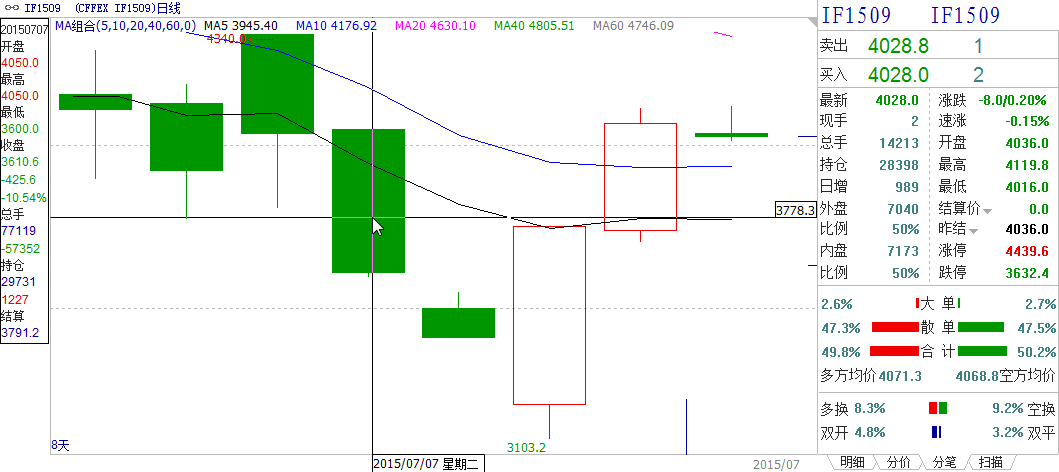 IF1509 (CFFEX IF1509)日线
MA组合(5,10,20,40,60,0) MA5 3945.40 MA10 4176.92 MA20 4630.10 MA40 4805.51 MA60 4746.09
4340.0
20150707
开盘
4050.0
最高
4050.0
最低
3600.0
收盘
3610.6
-425.6
-10.54%
总手
77119
-57352
持仓
29731
1227
结算
3791.2
3778.3
3103.2
8天
2015/07/07 星期二
2015/07
IF1509 IF1509
卖出 4028.8 1
买入 4028.0 2
最新 4028.0 涨跌 -8.0/0.20%
现手 2 速涨 -0.15%
总手 14213 开盘 4036.0
持仓 28398 最高 4119.8
日增 989 最低 4016.0
外盘 7040 结算价 0.0
比例 50% 昨结 4036.0
内盘 7173 涨停 4439.6
比例 50% 跌停 3632.4
2.6% 大单 2.7%
47.3% 散单 47.5%
49.8% 合计 50.2%
多方均价 4071.3 4068.8 空方均价
多换 8.3% 9.2% 空换
双开 4.8% 3.2% 双平
明细 分价 分笔 扫描